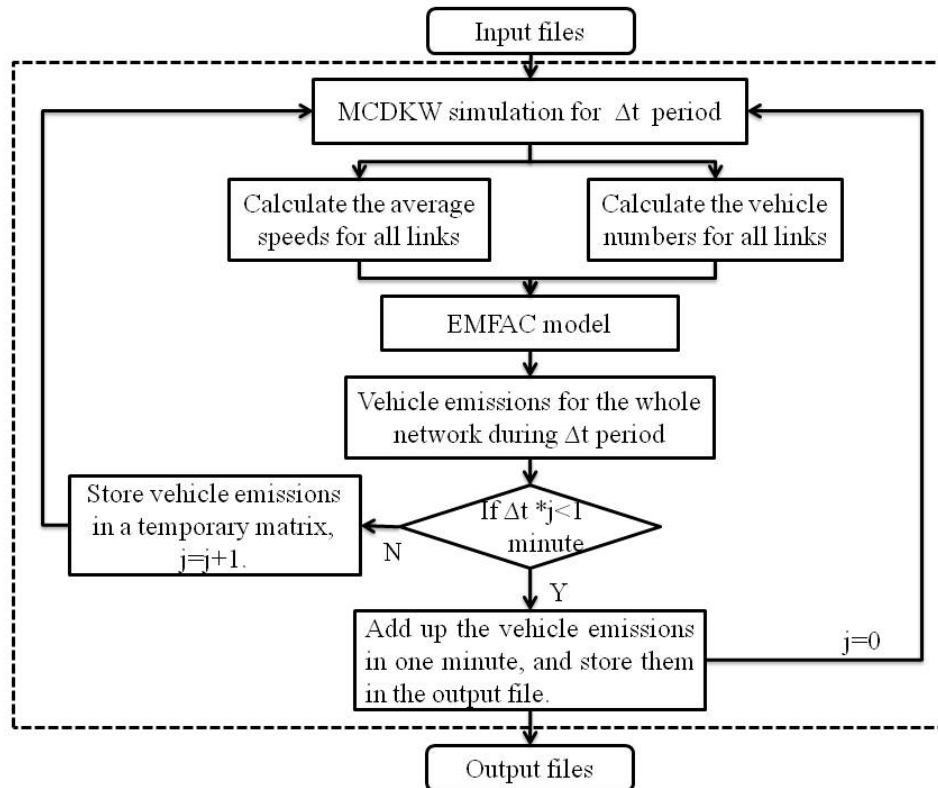 Input files
MCDKW simulation for Δt period
Calculate the average
speeds for all links
Calculate the vehicle
numbers for all links
EMFAC model
Vehicle emissions for the whole
network during Δt period
If Δt *j<1
minute
N
Store vehicle emissions
in a temporary matrix,
j=j+1.
Y
Add up the vehicle emissions
in one minute, and store them
in the output file.
j=0
Output files